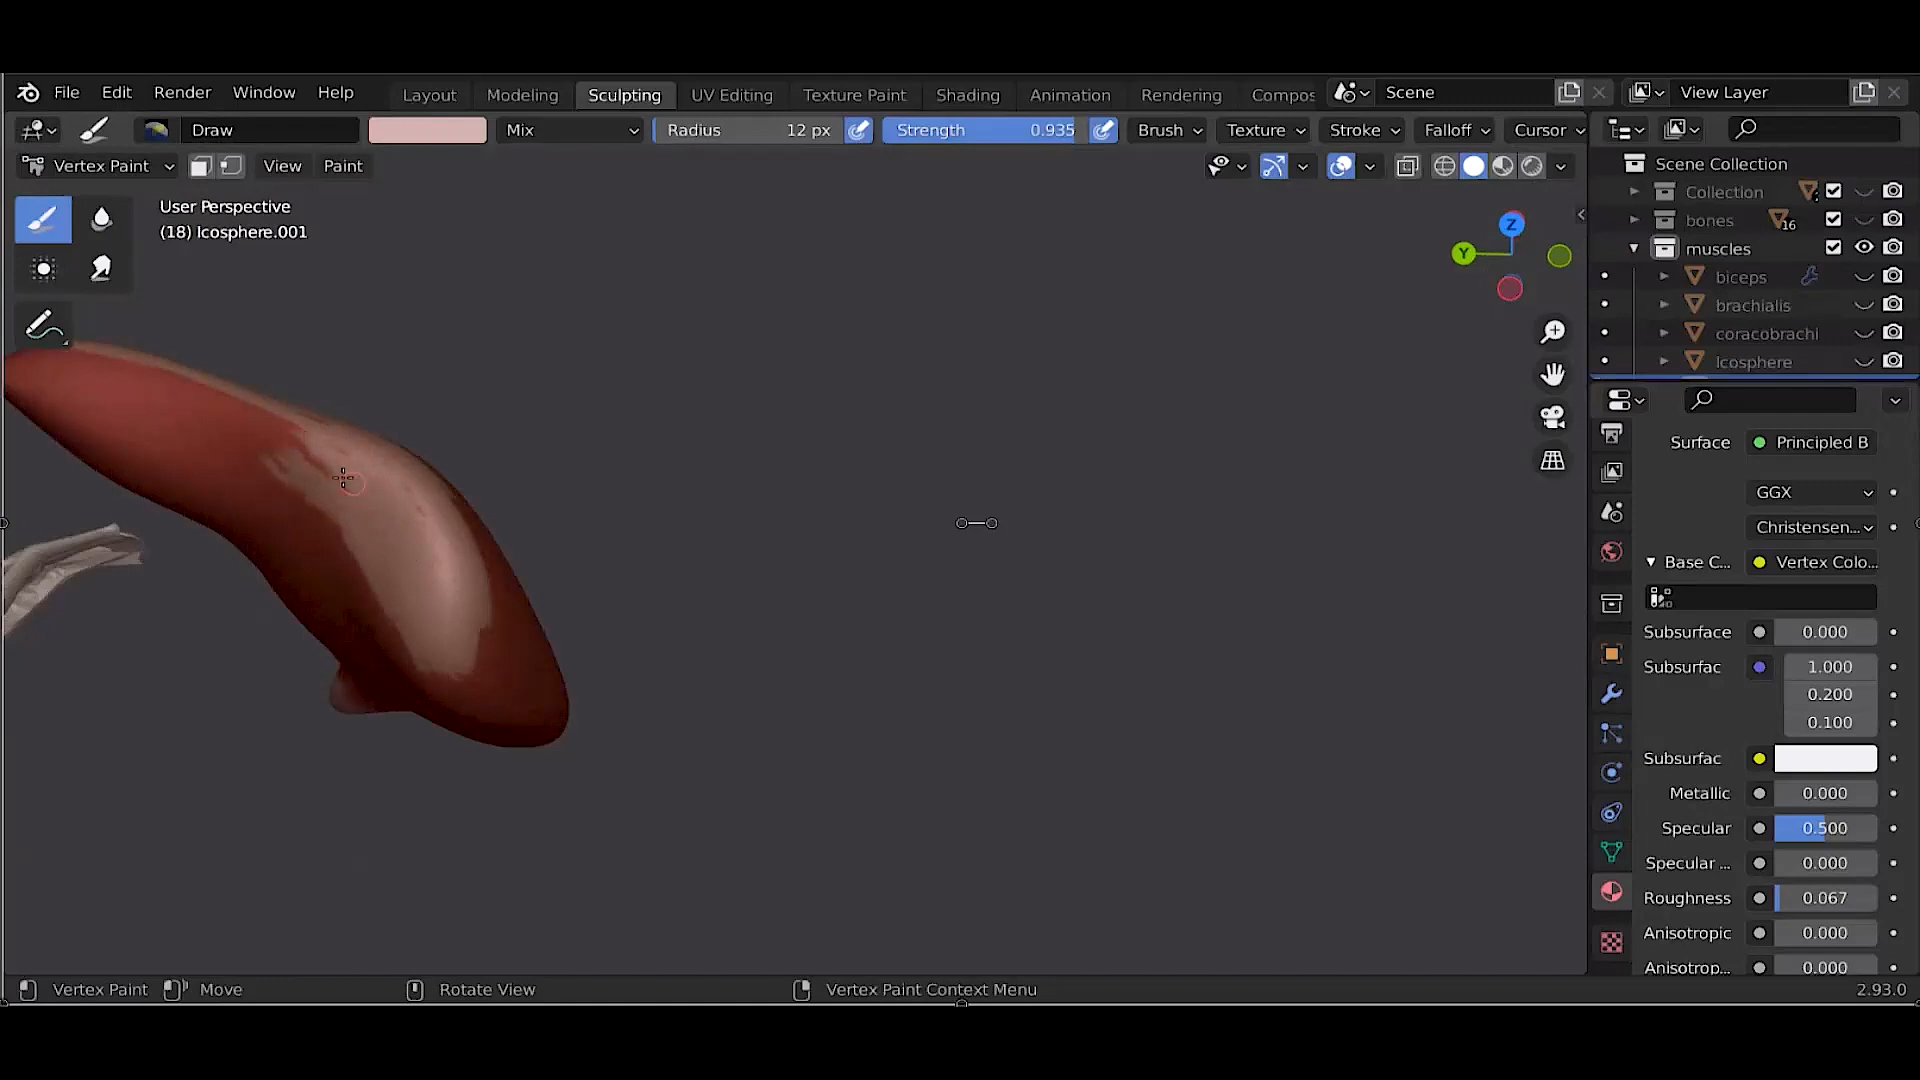 File Edit Render Window Help Layout Modeling Sculpting UV Editing Texture Paint Shading Animation Rendering Compos Scene View Layer
Draw Mix Radius 12 px Strength 0.935 Brush Texture Stroke Falloff Cursor
Vertex Paint View Paint
User Perspective
(18) Icosphere.001
Z
Y
Scene Collection
Collection
bones 16
muscles
biceps
brachialis
coracobrachi
Icosphere
Surface Principled B
GGX
Christensen...
Base C... Vertex Colo...
Subsurface 0.000
Subsurfac 1.000
0.200
0.100
Subsurfac
Metallic 0.000
Specular 0.500
Specular ... 0.000
Roughness 0.067
Anisotropic 0.000
Anisotrop... 0.000
Vertex Paint Move Rotate View Vertex Paint Context Menu 2.93.0